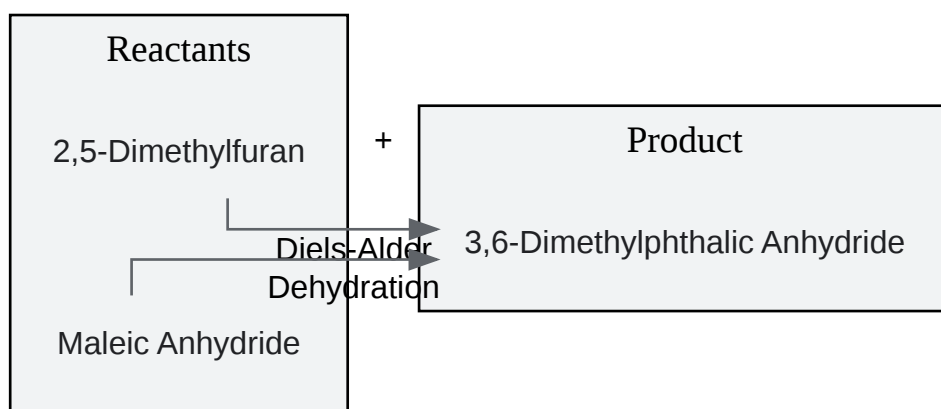 Reactants
2,5-Dimethylfuran
+
Product
Diels-Alder
3,6-Dimethylphthalic Anhydride
Dehydration
Maleic Anhydride